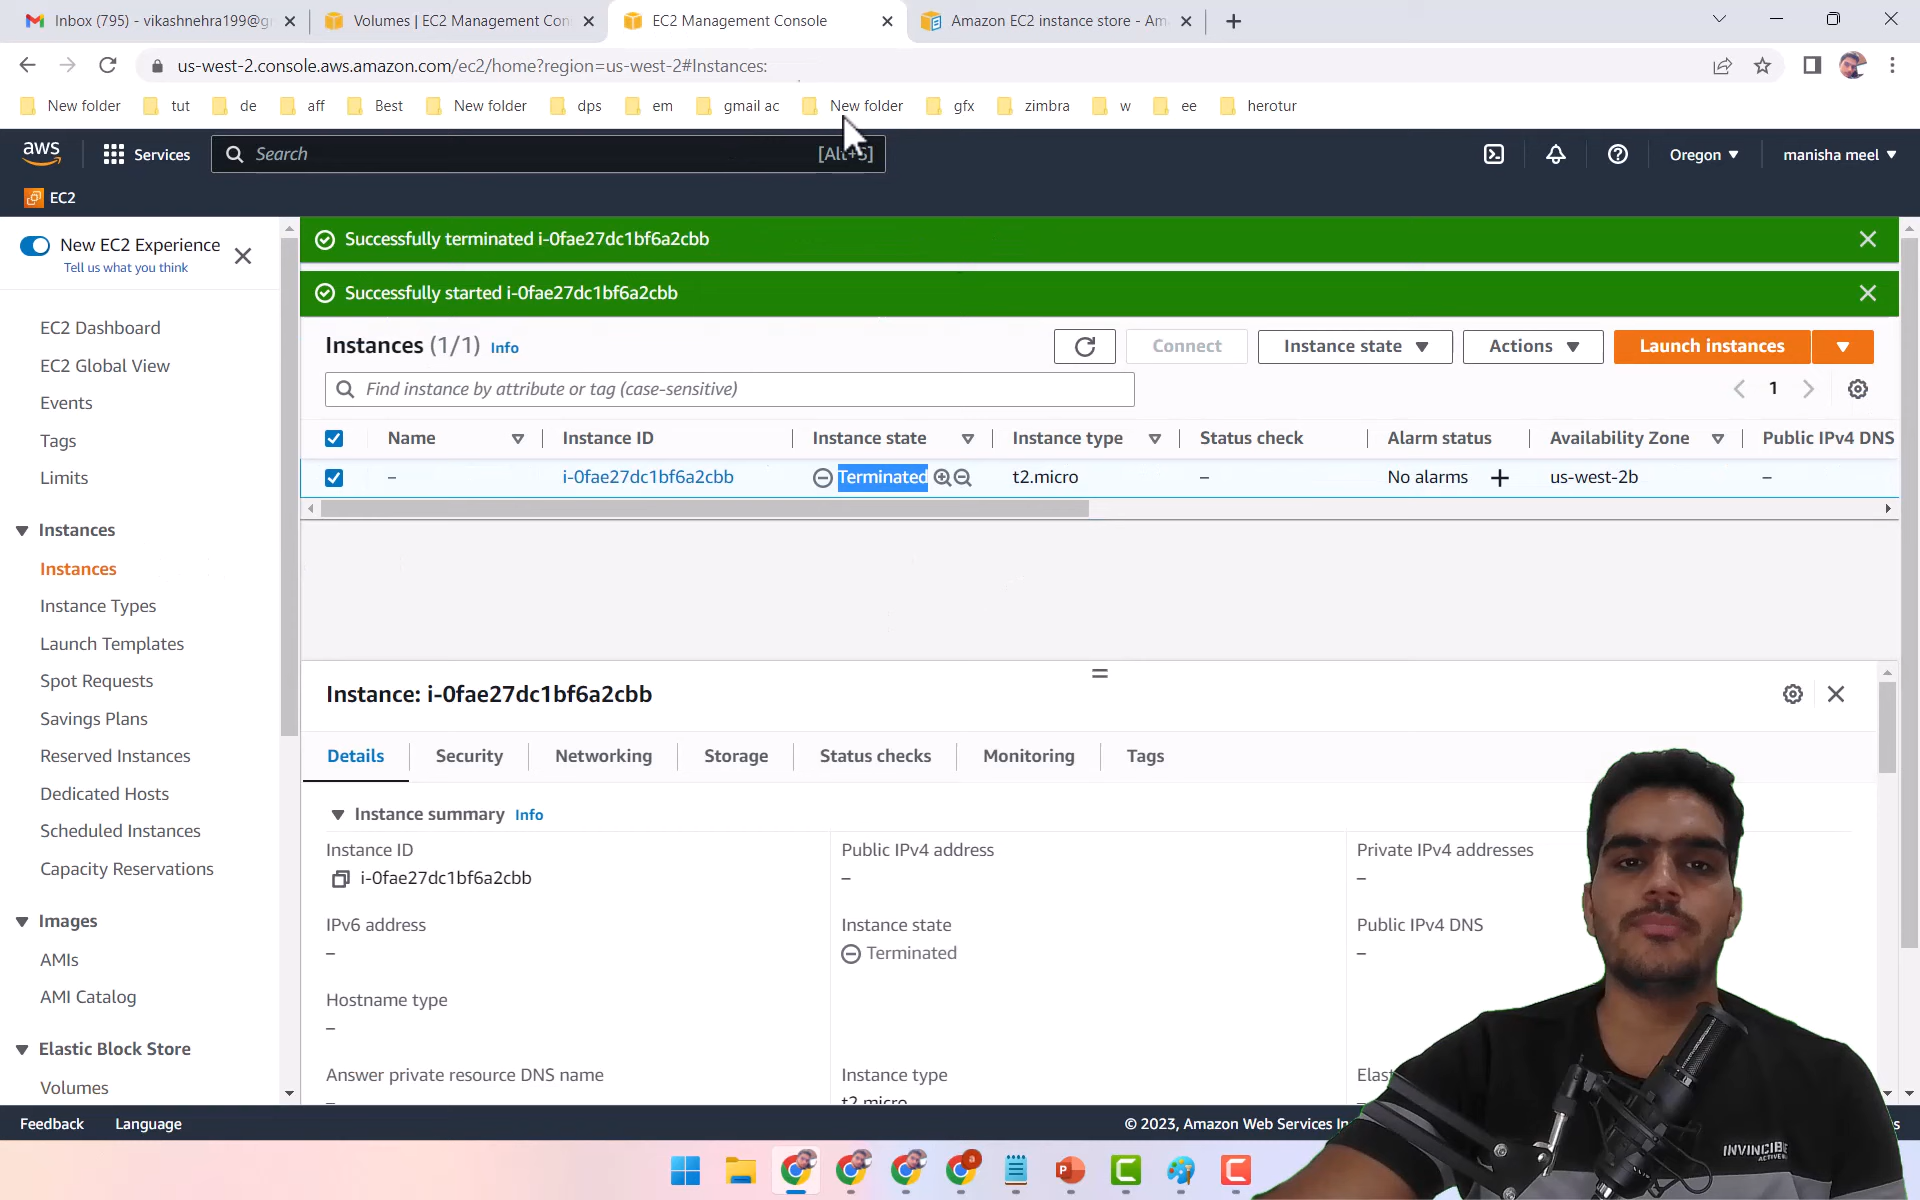 Inbox (795) - vikashnehra199@g
Volumes | EC2 Management Con
EC2 Management Console
Amazon EC2 instance store - Am
us-west-2.console.aws.amazon.com/ec2/home?region=us-west-2#Instances:
New folder tut de aff Best New folder dps em gmail ac New folder gfx zimbra w ee herotur
aws Services Search [Alt+S] Oregon manisha meel
EC2
New EC2 Experience
Tell us what you think
EC2 Dashboard
EC2 Global View
Events
Tags
Limits
Instances
Instances
Instance Types
Launch Templates
Spot Requests
Savings Plans
Reserved Instances
Dedicated Hosts
Scheduled Instances
Capacity Reservations
Images
AMIs
AMI Catalog
Elastic Block Store
Volumes
Successfully terminated i-0fae27dc1bf6a2cbb
Successfully started i-0fae27dc1bf6a2cbb
Instances (1/1) Info
Connect Instance state Actions Launch instances
Find instance by attribute or tag (case-sensitive)
1
Name Instance ID Instance state Instance type Status check Alarm status Availability Zone Public IPv4 DNS
– i-0fae27dc1bf6a2cbb Terminated t2.micro – No alarms + us-west-2b –
Instance: i-0fae27dc1bf6a2cbb
Details Security Networking Storage Status checks Monitoring Tags
Instance summary Info
Instance ID
i-0fae27dc1bf6a2cbb
Public IPv4 address
–
Private IPv4 addresses
–
IPv6 address
–
Instance state
Terminated
Public IPv4 DNS
–
Hostname type
–
Answer private resource DNS name
–
Instance type
t2.micro
Elast
Feedback Language
© 2023, Amazon Web Services In
s
INVINCIBLE
ACTIVE